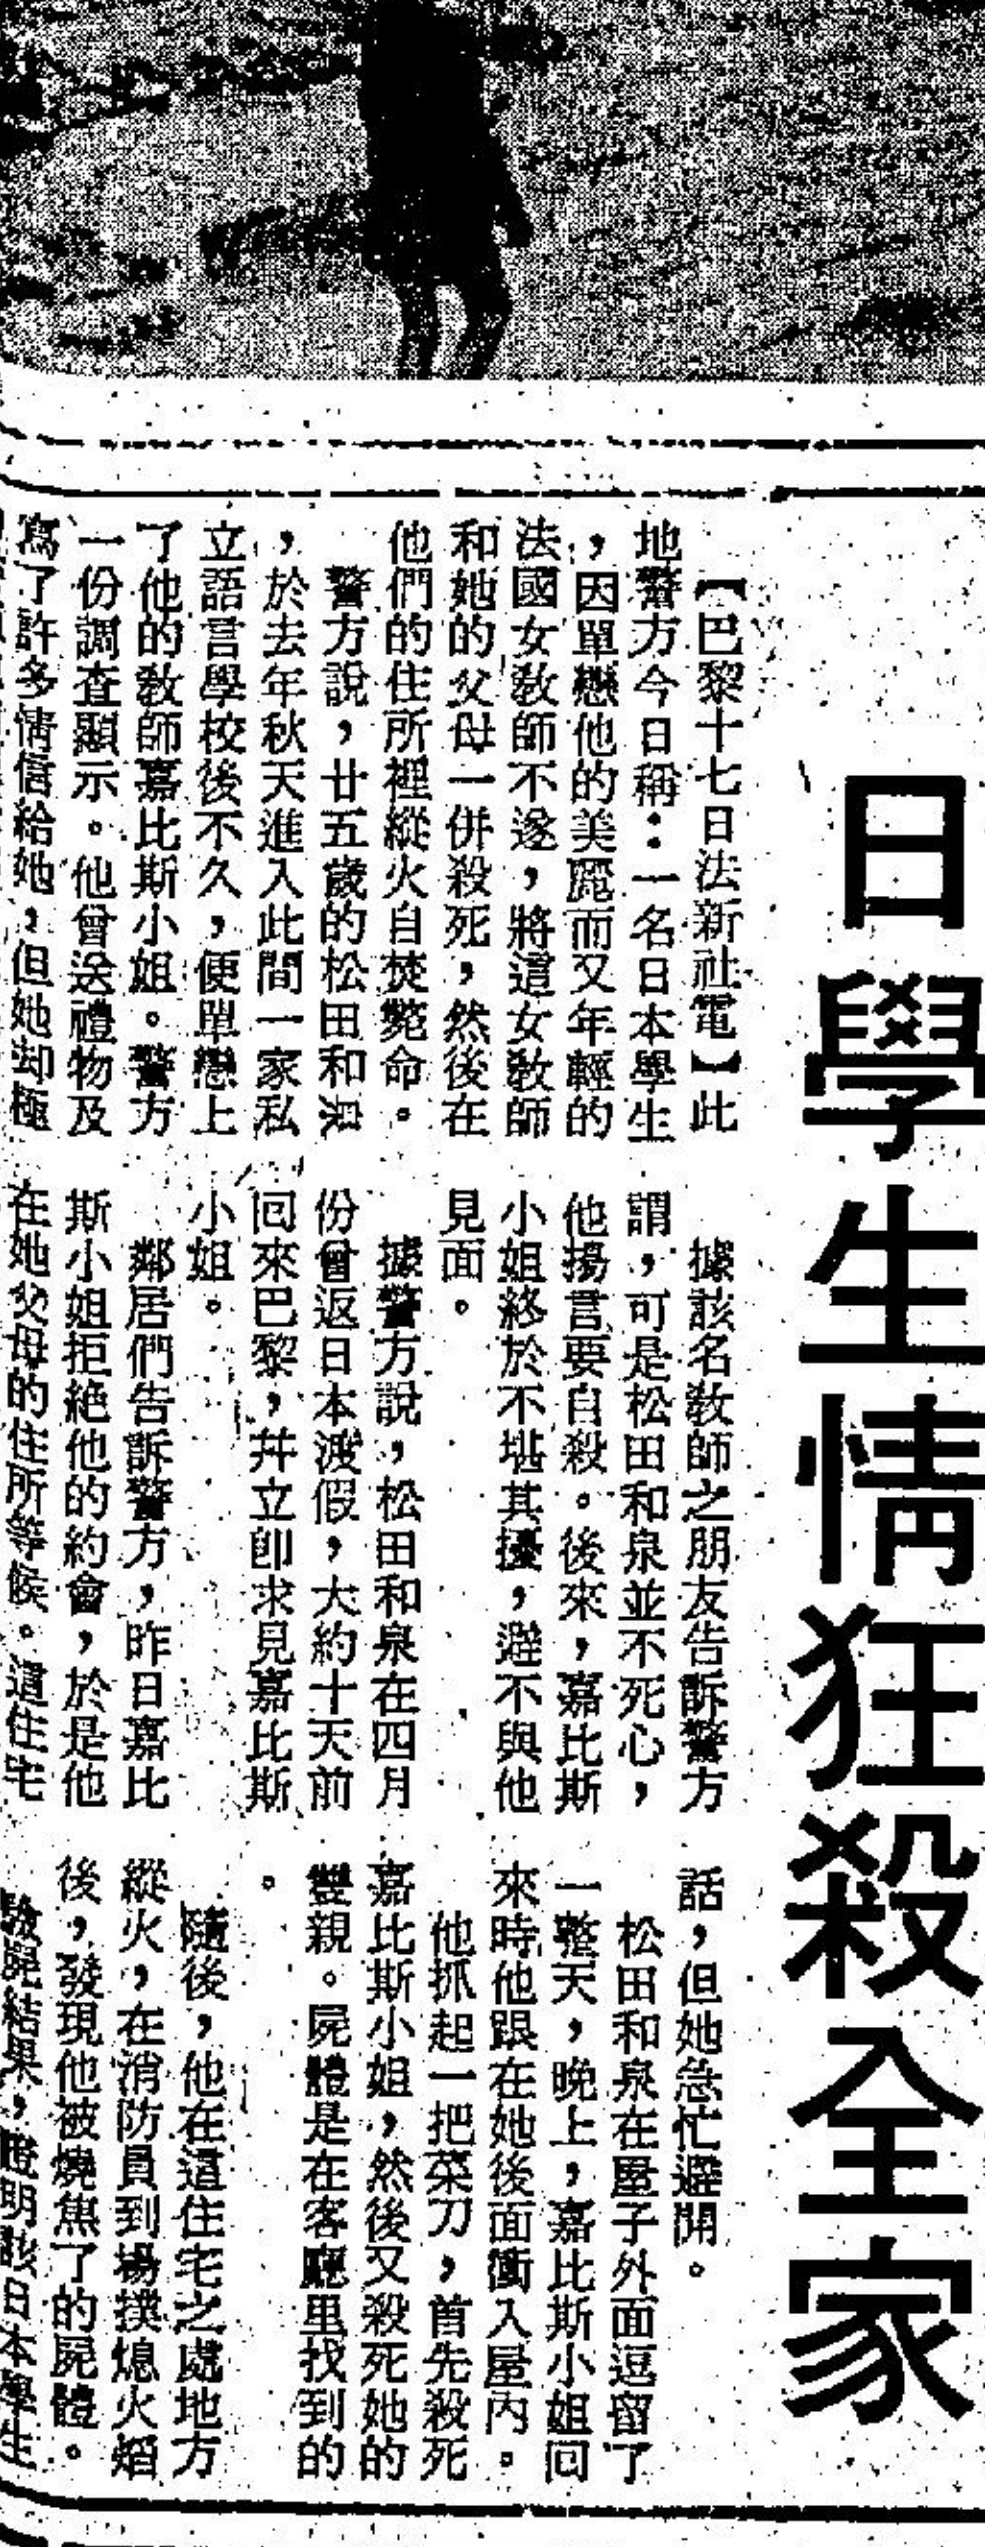 日學生情狂殺全家
【巴黎十七日法新社電】此
地警方今日稱：一名日本學生
，因單戀他的美麗而又年輕的
法國女教師不遂，將這女教師
和她的父母一併殺死，然後在
他們的住所裡縱火自焚斃命。
警方說，廿五歲的松田和泉
，於去年秋天進入此間一家私
立語言學校後不久，便單戀上
了他的教師嘉比斯小姐。警方
一份調查顯示。他曾送禮物及
寫了許多情信給她，但她却極
據該名教師之朋友告訴警方
謂，可是松田和泉並不死心，
他揚言要自殺。後來，嘉比斯
小姐終於不堪其擾，避不與他
見面。
據警方說，松田和泉在四月
份曾返日本渡假，大約十天前
回來巴黎，幷立卽求見嘉比斯
小姐。
鄰居們告訴警方，昨日嘉比
斯小姐拒絕他的約會，於是他
在她父母的住所等候。這住宅
話，但她急忙避開。
松田和泉在屋子外面逗留了
一整天，晚上，嘉比斯小姐回
來時他跟在她後面衝入屋內。
他抓起一把菜刀，首先殺死
嘉比斯小姐，然後又殺死她的
雙親。屍體是在客廳里找到的
。
隨後，他在這住宅之處地方
縱火，在消防員到場撲熄火熖
後，發現他被燒焦了的屍體。
驗屍結果，證明該日本學生